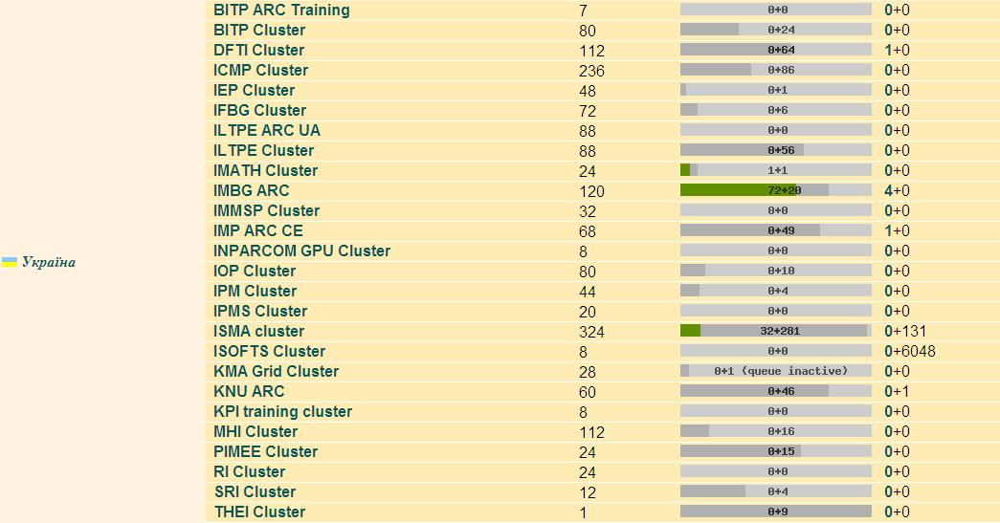 BITP ARC Training 7 0+0 0+0
BITP Cluster 80 0+24 0+0
DFTI Cluster 112 0+64 1+0
ICMP Cluster 236 0+86 0+0
IEP Cluster 48 0+1 0+0
IFBG Cluster 72 0+6 0+0
ILTPE ARC UA 88 0+0 0+0
ILTPE Cluster 88 0+56 0+0
IMATH Cluster 24 1+1 0+0
IMBG ARC 120 72+20 4+0
IMMSP Cluster 32 0+0 0+0
IMP ARC CE 68 0+49 1+0
INPARCOM GPU Cluster 8 0+0 0+0
Україна
IOP Cluster 80 0+10 0+0
IPM Cluster 44 0+4 0+0
IPMS Cluster 20 0+0 0+0
ISMA cluster 324 32+281 0+131
ISOFTS Cluster 8 0+0 0+6048
KMA Grid Cluster 28 0+1 (queue inactive) 0+0
KNU ARC 60 0+46 0+1
KPI training cluster 8 0+0 0+0
MHI Cluster 112 0+16 0+0
PIMEE Cluster 24 0+15 0+0
RI Cluster 24 0+0 0+0
SRI Cluster 12 0+4 0+0
THEI Cluster 1 0+9 0+0